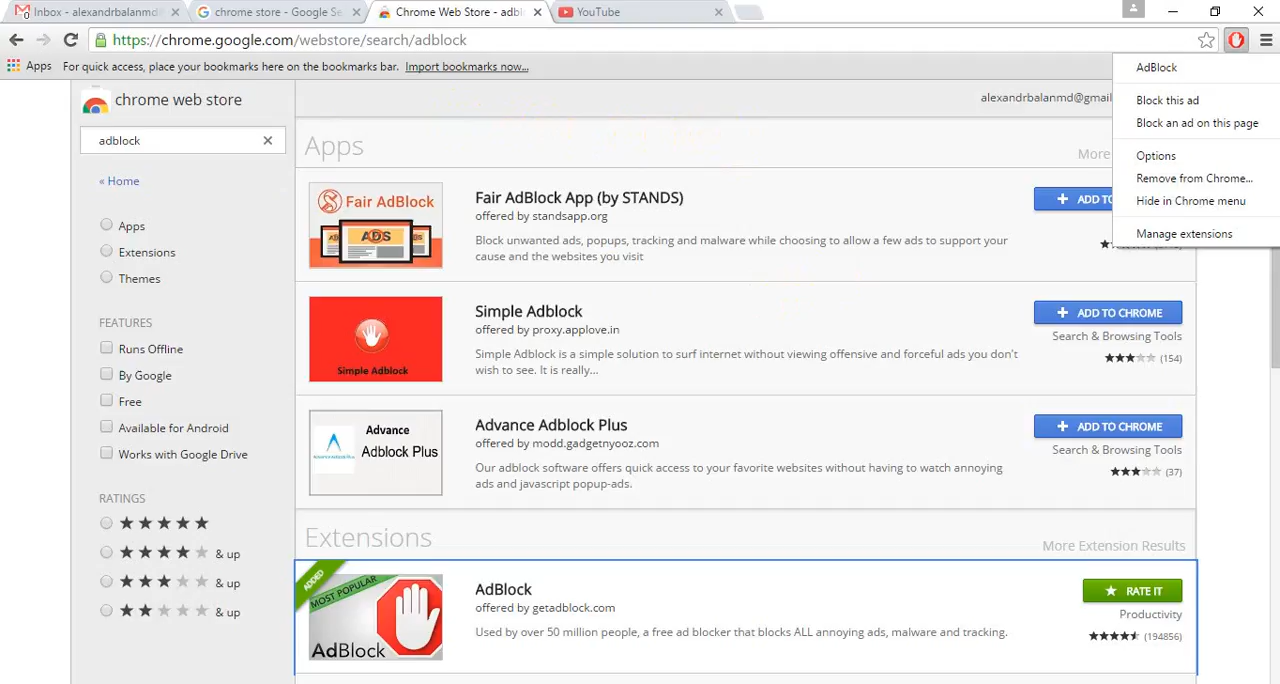 Inbox - alexandrbalanmd@
chrome store - Google Se
Chrome Web Store - adbl
YouTube
https://chrome.google.com/webstore/search/adblock
Apps For quick access, place your bookmarks here on the bookmarks bar. Import bookmarks now...
AdBlock
Block this ad
Block an ad on this page
Options
Remove from Chrome...
Hide in Chrome menu
Manage extensions
chrome web store
alexandrbalanmd@gmail
adblock
« Home
Apps
Extensions
Themes
FEATURES
Runs Offline
By Google
Free
Available for Android
Works with Google Drive
RATINGS
& up
& up
& up
Apps
More
Fair AdBlock
ADS
Fair AdBlock App (by STANDS)
offered by standsapp.org
Block unwanted ads, popups, tracking and malware while choosing to allow a few ads to support your
cause and the websites you visit
ADD TO
Simple Adblock
Simple Adblock
offered by proxy.applove.in
Simple Adblock is a simple solution to surf internet without viewing offensive and forceful ads you don't
wish to see. It is really...
ADD TO CHROME
Search & Browsing Tools
(154)
Advance
Adblock Plus
Advance Adblock Plus
offered by modd.gadgetnyooz.com
Our adblock software offers quick access to your favorite websites without having to watch annoying
ads and javascript popup-ads.
ADD TO CHROME
Search & Browsing Tools
(37)
Extensions
More Extension Results
ADDED
MOST POPULAR
AdBlock
AdBlock
offered by getadblock.com
Used by over 50 million people, a free ad blocker that blocks ALL annoying ads, malware and tracking.
RATE IT
Productivity
(194856)